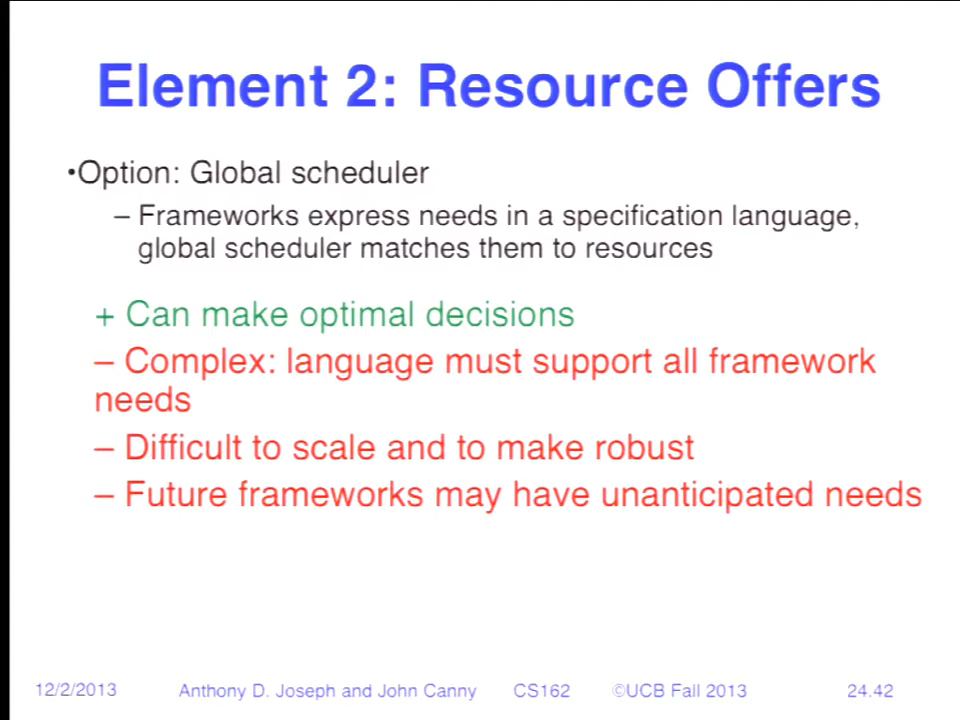 Element 2: Resource Offers
•Option: Global scheduler
– Frameworks express needs in a specification language,
global scheduler matches them to resources
+ Can make optimal decisions
– Complex: language must support all framework
needs
– Difficult to scale and to make robust
– Future frameworks may have unanticipated needs
12/2/2013 Anthony D. Joseph and John Canny CS162 ©UCB Fall 2013 24.42